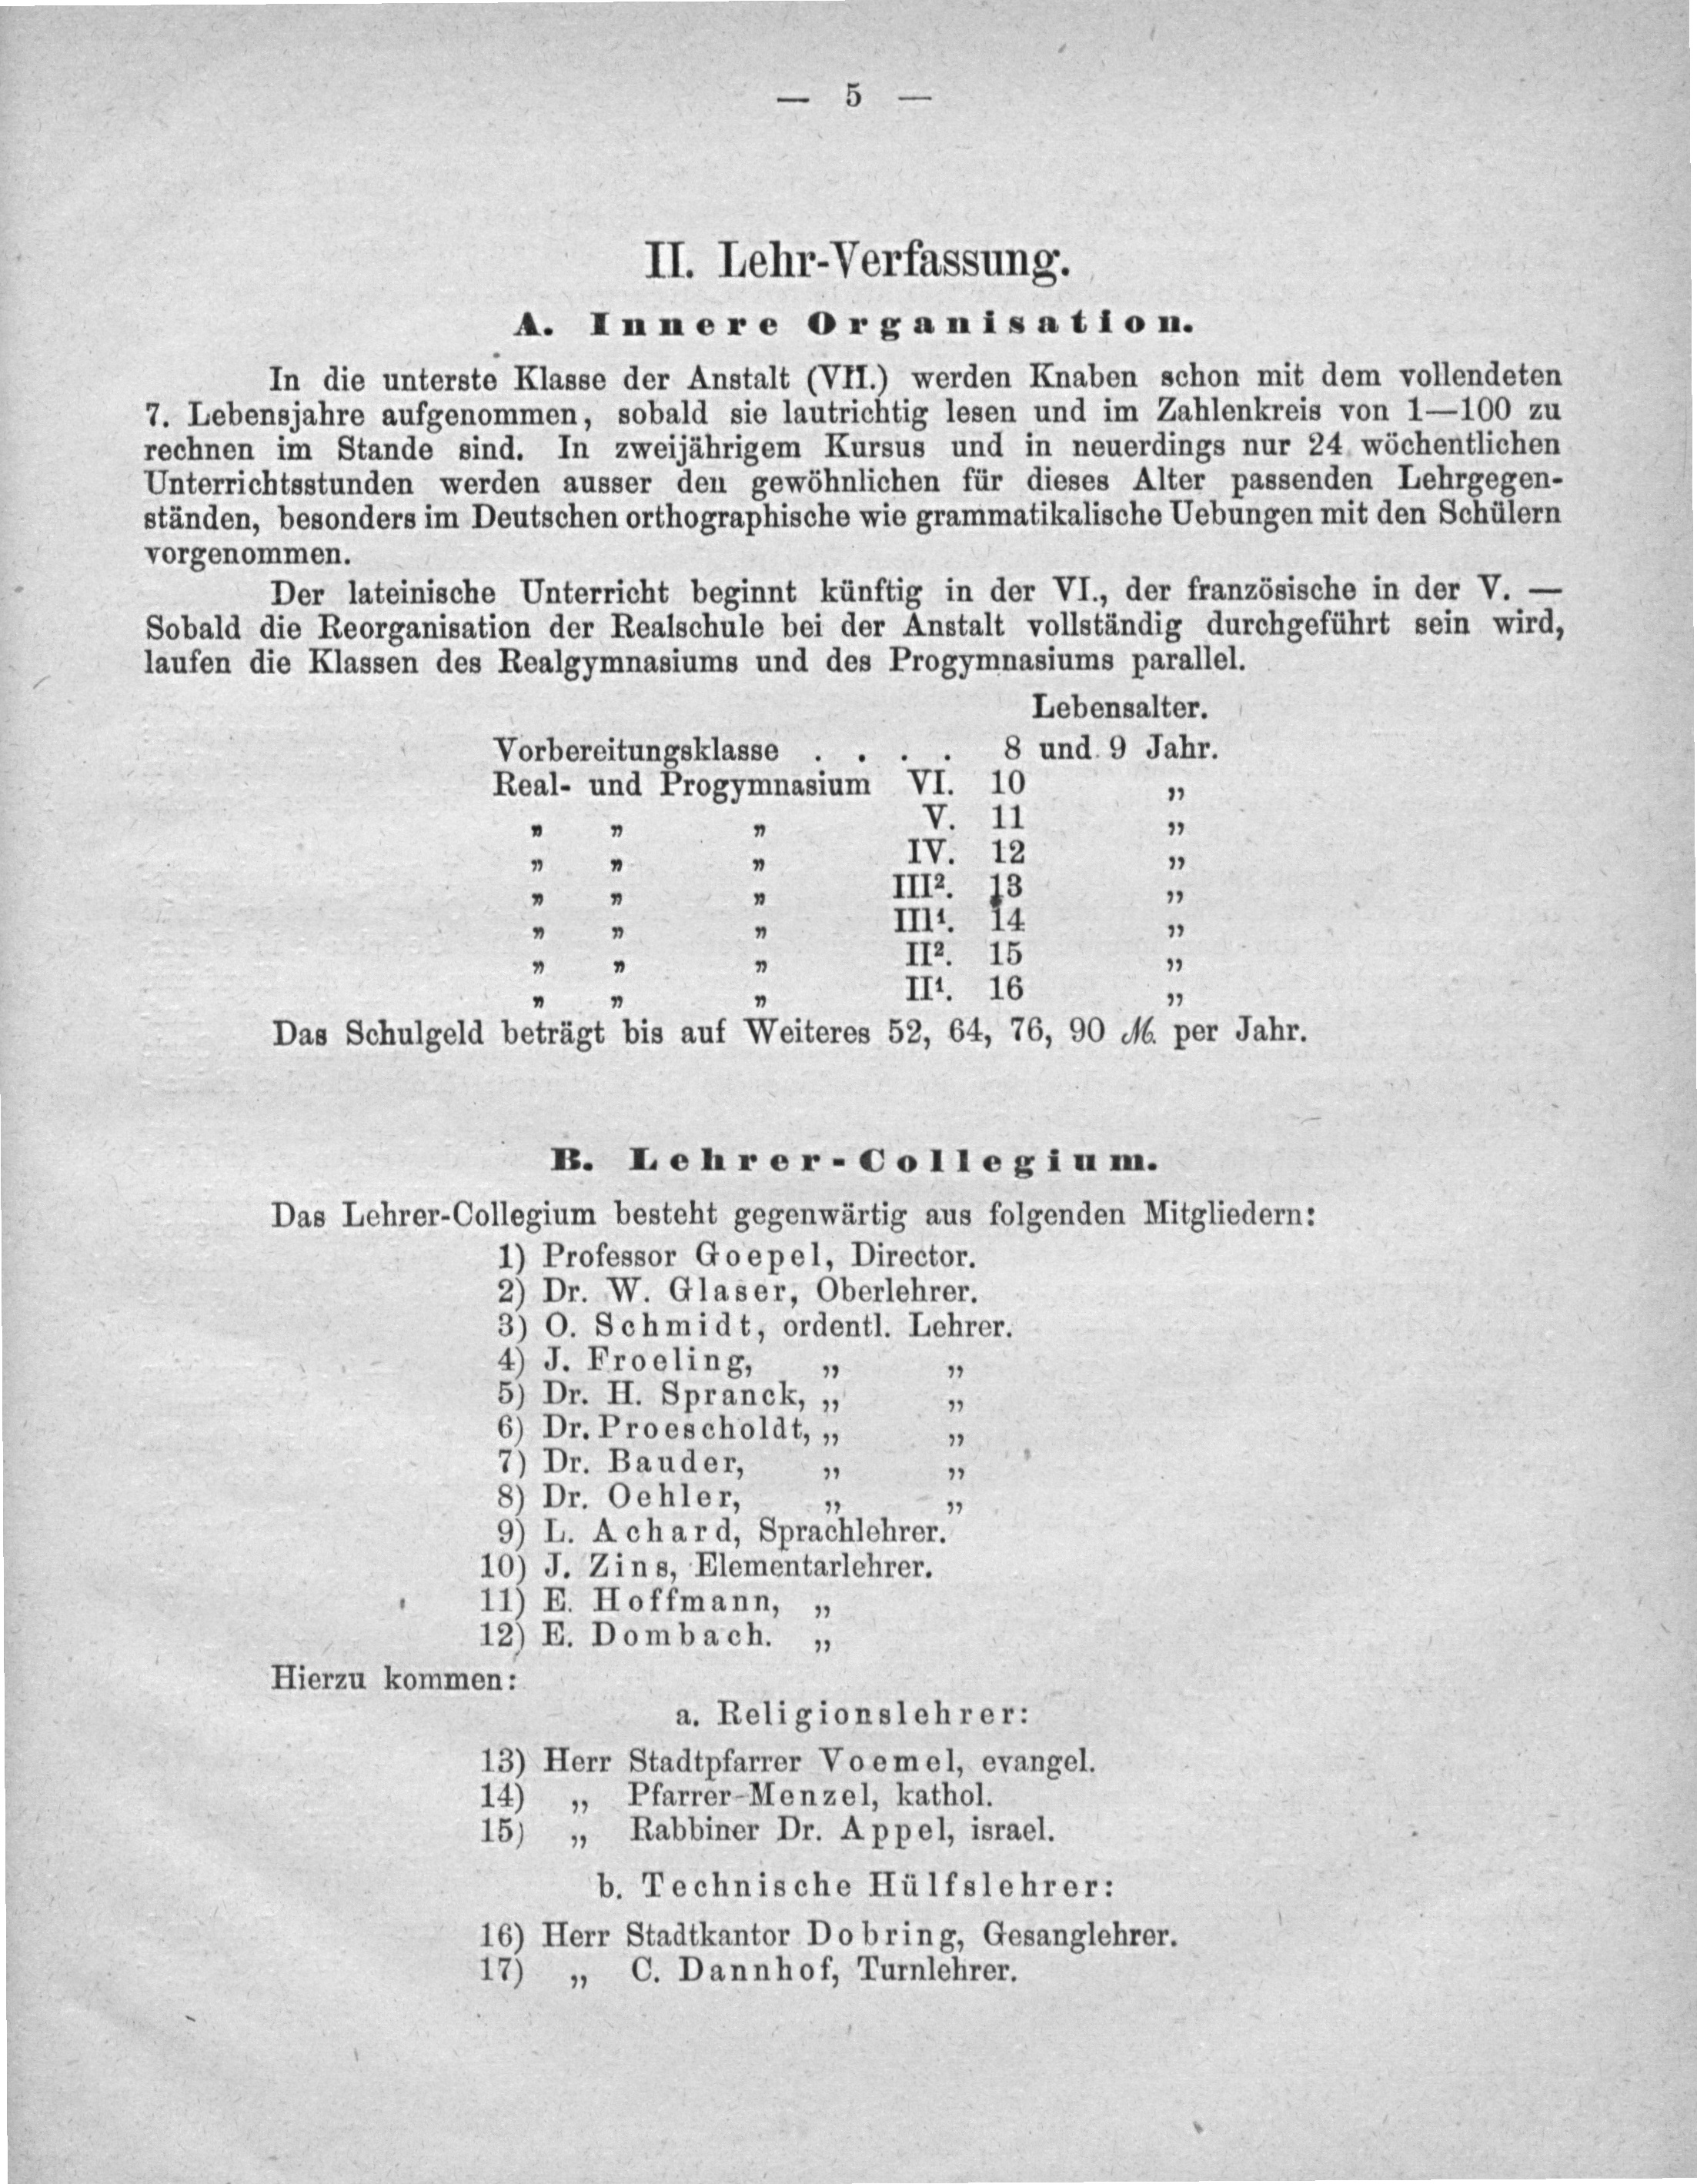 — 5 —
II. Lehr-Verfassung.
A. Innere Organisation.
In die unterste Klasse der Anstalt (VII.) werden Knaben schon mit dem vollendeten
7. Lebensjahre aufgenommen, sobald sie lautrichtig lesen und im Zahlenkreis von 1—100 zu
rechnen im Stande sind. In zweijährigem Kursus und in neuerdings nur 24 wöchentlichen
Unterrichtsstunden werden ausser den gewöhnlichen für dieses Alter passenden Lehrgegen-
ständen, besonders im Deutschen orthographische wie grammatikalische Uebungen mit den Schülern
vorgenommen.
Der lateinische Unterricht beginnt künftig in der VI., der französische in der V. —
Sobald die Reorganisation der Realschule bei der Anstalt vollständig durchgeführt sein wird,
laufen die Klassen des Realgymnasiums und des Progymnasiums parallel.
Lebensalter.
Vorbereitungsklasse . . . . 8 und 9 Jahr.
Real- und Progymnasium VI. 10 „
„ „ „ V. 11 „
„ „ „ IV. 12 „
„ „ „ III². 13 „
„ „ „ III¹. 14 „
„ „ „ II². 15 „
„ „ „ II¹. 16 „
Das Schulgeld beträgt bis auf Weiteres 52, 64, 76, 90 ℳ. per Jahr.
B. Lehrer-Collegium.
Das Lehrer-Collegium besteht gegenwärtig aus folgenden Mitgliedern:
1) Professor Goepel, Director.
2) Dr. W. Glaser, Oberlehrer.
3) O. Schmidt, ordentl. Lehrer.
4) J. Froeling, „ „
5) Dr. H. Spranck, „ „
6) Dr. Proescholdt, „ „
7) Dr. Bauder, „ „
8) Dr. Oehler, „ „
9) L. Achard, Sprachlehrer.
10) J. Zins, Elementarlehrer.
11) E. Hoffmann, „
12) E. Dombach. „
Hierzu kommen:
a. Religionslehrer:
13) Herr Stadtpfarrer Voemel, evangel.
14) „ Pfarrer Menzel, kathol.
15) „ Rabbiner Dr. Appel, israel.
b. Technische Hülfslehrer:
16) Herr Stadtkantor Dobring, Gesanglehrer.
17) „ C. Dannhof, Turnlehrer.